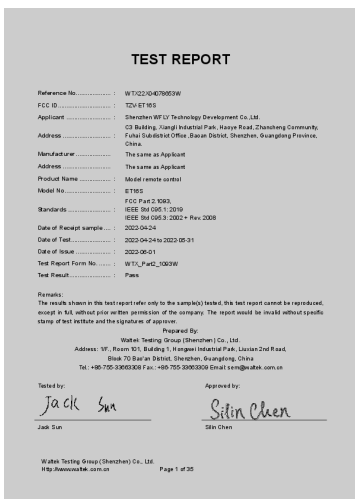 TEST REPORT
Reference No..................... : WTX22X04078653W
FCC ID........................... : TZV-ET16S
Applicant ....................... : Shenzhen WFLY Technology Development Co.,Ltd.
C3 Building, Xiangli Industrial Park, Haoye Road, Zhancheng Community,
Address ......................... : Fuhai Subdistrict Office ,Baoan District, Shenzhen, Guangdong Province,
China.
Manufacturer .................... : The same as Applicant
Address ......................... : The same as Applicant
Product Name .................... : Model remote control
Model No. ....................... : ET16S
FCC Part 2.1093,
Standards ....................... : IEEE Std C95.1: 2019
IEEE Std C95.3: 2002 + Rev. 2008
Date of Receipt sample .... : 2022-04-24
Date of Test..................... : 2022-04-24 to 2022-05-31
Date of Issue ................... : 2022-06-01
Test Report Form No. ...... : WTX_Part2_1093W
Test Result...................... : Pass
Remarks:
The results shown in this test report refer only to the sample(s) tested, this test report cannot be reproduced,
except in full, without prior written permission of the company. The report would be invalid without specific
stamp of test institute and the signatures of approver.
Prepared By:
Waltek Testing Group (Shenzhen) Co., Ltd.
Address: 1/F., Room 101, Building 1, Hongwei Industrial Park, Liuxian 2nd Road,
Block 70 Bao'an District, Shenzhen, Guangdong, China
Tel.: +86-755-33663308 Fax.: +86-755-33663309 Email: sem@waltek.com.cn
Tested by: Approved by:
Jack Sun Silin Chen
Jack Sun Silin Chen
Waltek Testing Group (Shenzhen) Co., Ltd.
Http://www.waltek.com.cn Page 1 of 35